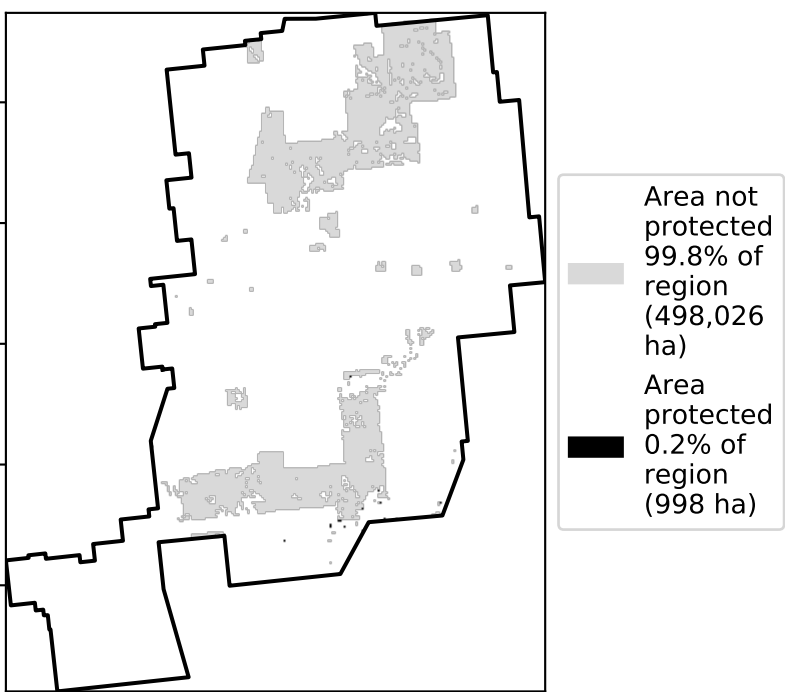 Area not
protected
99.8% of
region
(498,026
ha)
Area
protected
0.2% of
region
(998 ha)